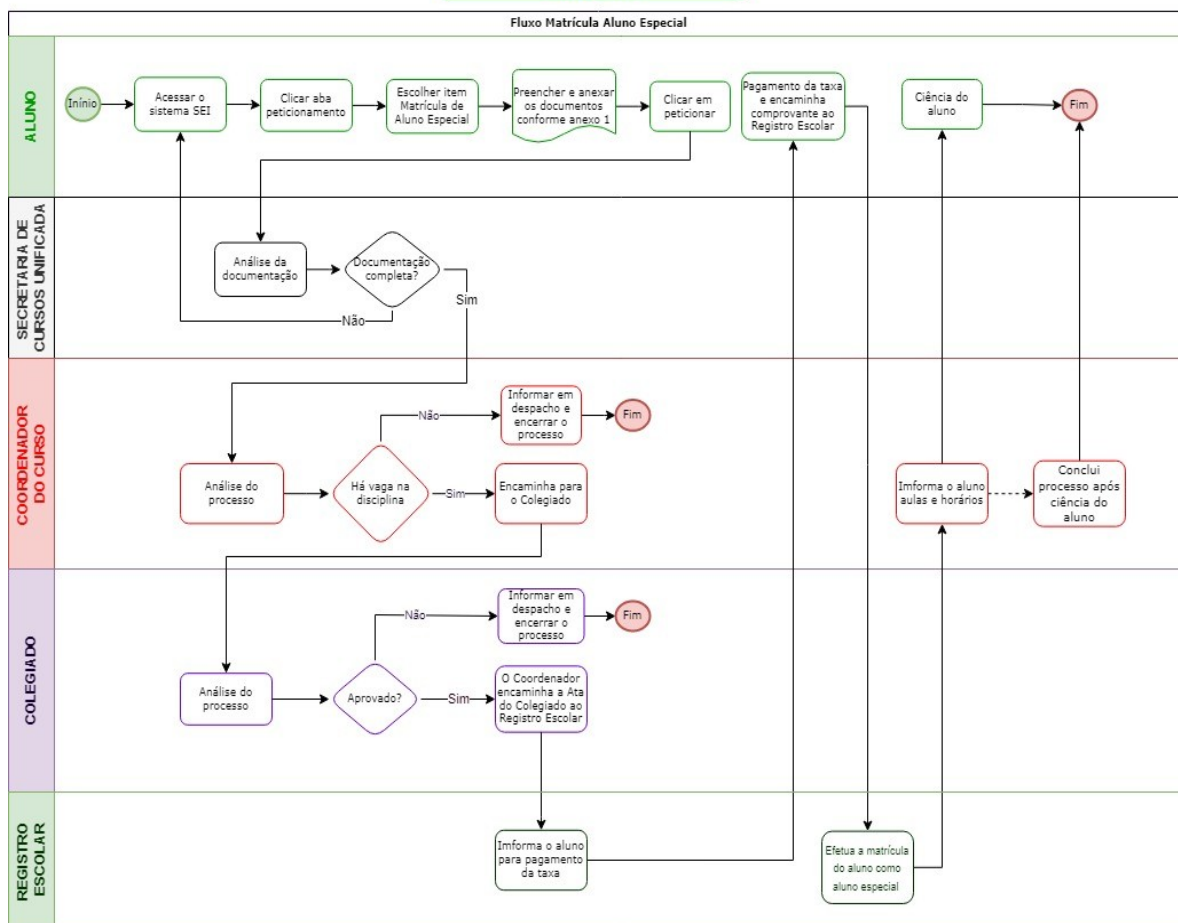 Fluxo Matrícula Aluno Especial
ALUNO
Inínio
Acessar o
sistema SEI
Clicar aba
peticionamento
Escolher item
Matrícula de
Aluno Especial
Preencher e anexar
os documentos
conforme anexo 1
Clicar em
peticionar
Pagamento da taxa
e encaminha
comprovante ao
Registro Escolar
Ciência do
aluno
Fim
SECRETARIA DE
CURSOS UNIFICADA
Análise da
documentação
Documentação
completa?
Sim
Não
COORDENADOR
DO CURSO
Análise do
processo
Há vaga na
disciplina
Não
Informar em
despacho e
encerrar o
processo
Fim
Sim
Encaminha para
o Colegiado
Imforma o aluno
aulas e horários
Conclui
processo após
ciência do
aluno
COLEGIADO
Análise do
processo
Aprovado?
Não
Informar em
despacho e
encerrar o
processo
Fim
Sim
O Coordenador
encaminha a Ata
do Colegiado ao
Registro Escolar
REGISTRO
ESCOLAR
Imforma o aluno
para pagamento
da taxa
Efetua a matrícula
do aluno como
aluno especial